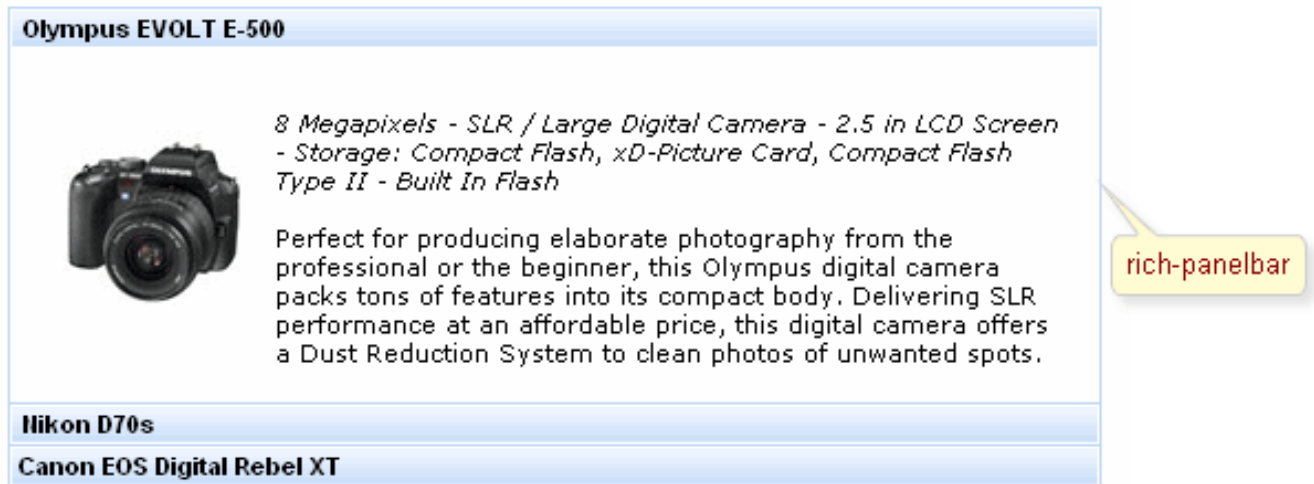 Olympus EVOLT E-500
8 Megapixels - SLR / Large Digital Camera - 2.5 in LCD Screen
- Storage: Compact Flash, xD-Picture Card, Compact Flash
Type II - Built In Flash
Perfect for producing elaborate photography from the
professional or the beginner, this Olympus digital camera
packs tons of features into its compact body. Delivering SLR
performance at an affordable price, this digital camera offers
a Dust Reduction System to clean photos of unwanted spots.
rich-panelbar
Nikon D70s
Canon EOS Digital Rebel XT